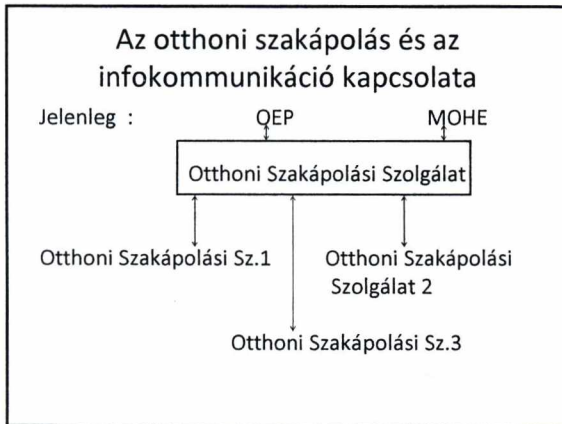 Az otthoni szakápolás és az
infokommunikáció kapcsolata
Jelenleg : OEP MOHE
Otthoni Szakápolási Szolgálat
Otthoni Szakápolási Sz.1 Otthoni Szakápolási
Szolgálat 2
Otthoni Szakápolási Sz.3